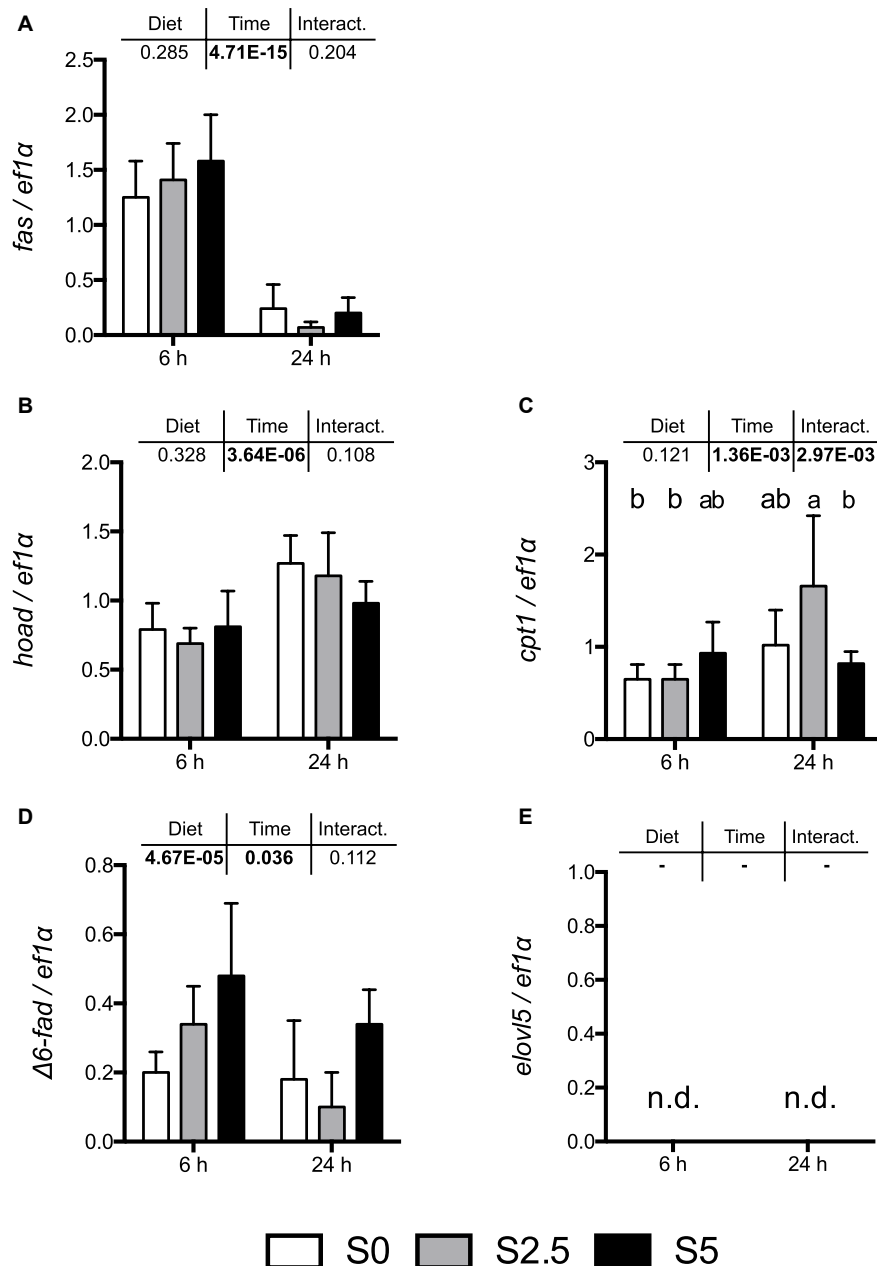 A
Diet Time Interact.
0.285 4.71E-15 0.204
2.5
2.0
1.5
1.0
0.5
0.0
fas / ef1α
6 h 24 h
B
Diet Time Interact.
0.328 3.64E-06 0.108
2.0
1.5
1.0
0.5
0.0
hoad / ef1α
6 h 24 h
C
Diet Time Interact.
0.121 1.36E-03 2.97E-03
3
2
1
0
cpt1 / ef1α
b b ab ab a b
6 h 24 h
D
Diet Time Interact.
4.67E-05 0.036 0.112
0.8
0.6
0.4
0.2
0.0
Δ6-fad / ef1α
6 h 24 h
E
Diet Time Interact.
- - -
1.0
0.8
0.6
0.4
0.2
0.0
elovl5 / ef1α
n.d. n.d.
6 h 24 h
S0 S2.5 S5